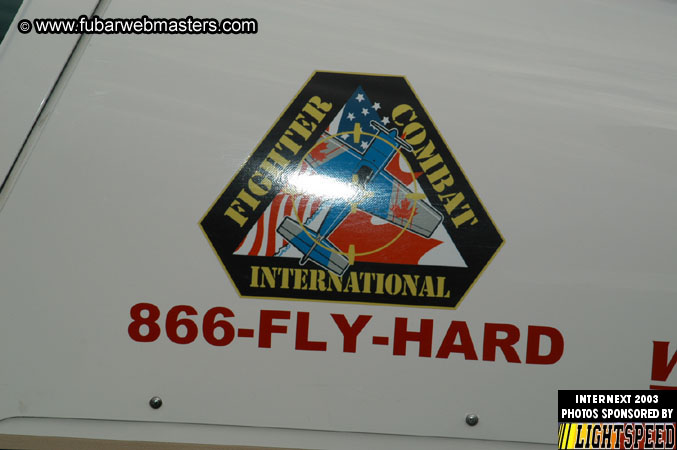 © www.fubarwebmasters.com
FIGHTER COMBAT
INTERNATIONAL
866-FLY-HARD
INTERNEXT 2003
PHOTOS SPONSORED BY
LIGHTSPEED